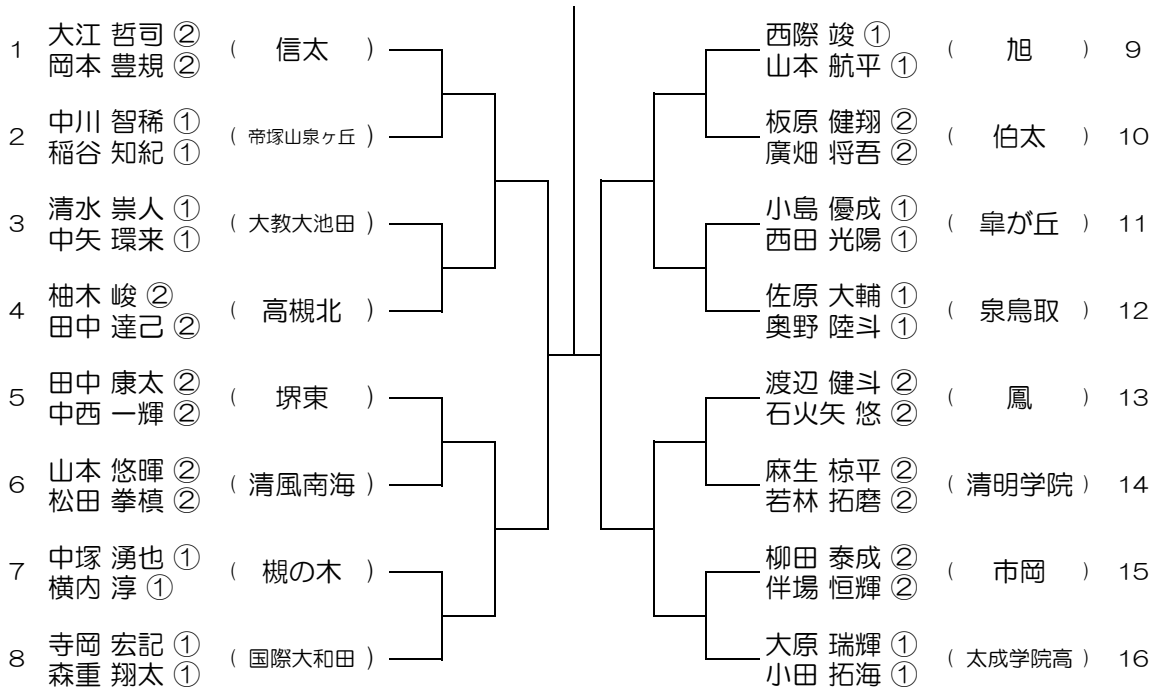 1 大江 哲司 ② ( 信太 )
岡本 豊規 ②
2 中川 智稀 ① ( 帝塚山泉ヶ丘 )
稲谷 知紀 ①
3 清水 崇人 ① ( 大教大池田 )
中矢 環来 ①
4 柚木 峻 ② ( 高槻北 )
田中 達己 ②
5 田中 康太 ② ( 堺東 )
中西 一輝 ②
6 山本 悠暉 ② ( 清風南海 )
松田 拳槙 ②
7 中塚 湧也 ① ( 槻の木 )
横内 淳 ①
8 寺岡 宏記 ① ( 国際大和田 )
森重 翔太 ①
西際 竣 ① ( 旭 ) 9
山本 航平 ①
板原 健翔 ② ( 伯太 ) 10
廣畑 将吾 ②
小島 優成 ① ( 皐が丘 ) 11
西田 光陽 ①
佐原 大輔 ① ( 泉鳥取 ) 12
奥野 陸斗 ①
渡辺 健斗 ② ( 鳳 ) 13
石火矢 悠 ②
麻生 椋平 ② ( 清明学院 ) 14
若林 拓磨 ②
柳田 泰成 ② ( 市岡 ) 15
伴場 恒輝 ②
大原 瑞輝 ① ( 太成学院高 ) 16
小田 拓海 ①